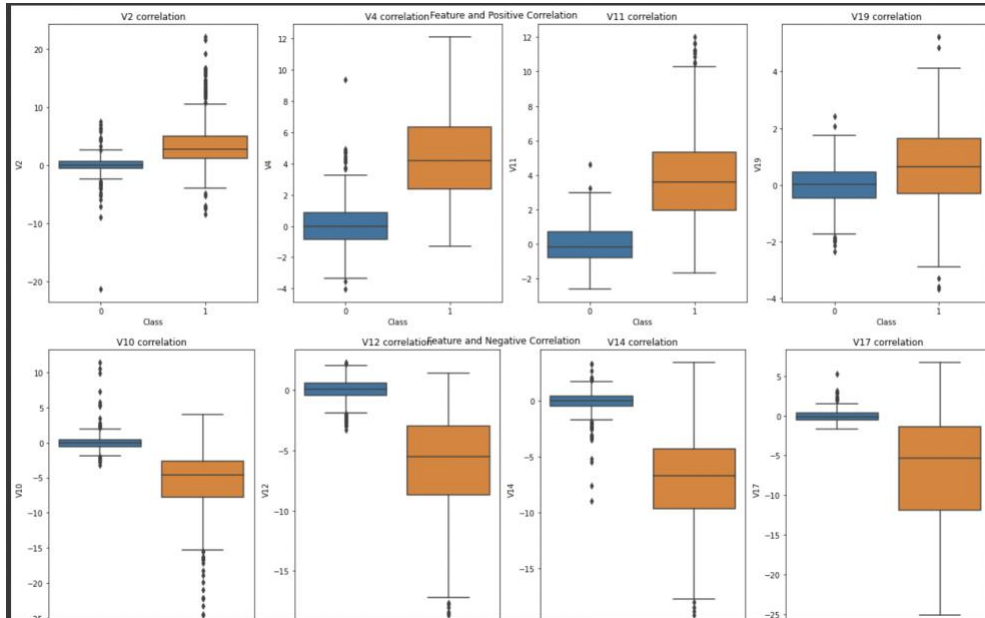 Feature and Positive Correlation
V2 correlation
V4 correlation
V11 correlation
V19 correlation
20
10
0
−10
−20
V2
0
1
Class
12
10
8
6
4
2
0
−2
−4
V4
0
1
Class
12
10
8
6
4
2
0
−2
V11
0
1
Class
4
2
0
−2
−4
V19
0
1
Class
Feature and Negative Correlation
V10 correlation
V12 correlation
V14 correlation
V17 correlation
10
5
0
−5
−10
−15
−20
−25
V10
0
−5
−10
−15
V12
0
−5
−10
−15
V14
5
0
−5
−10
−15
−20
−25
V17